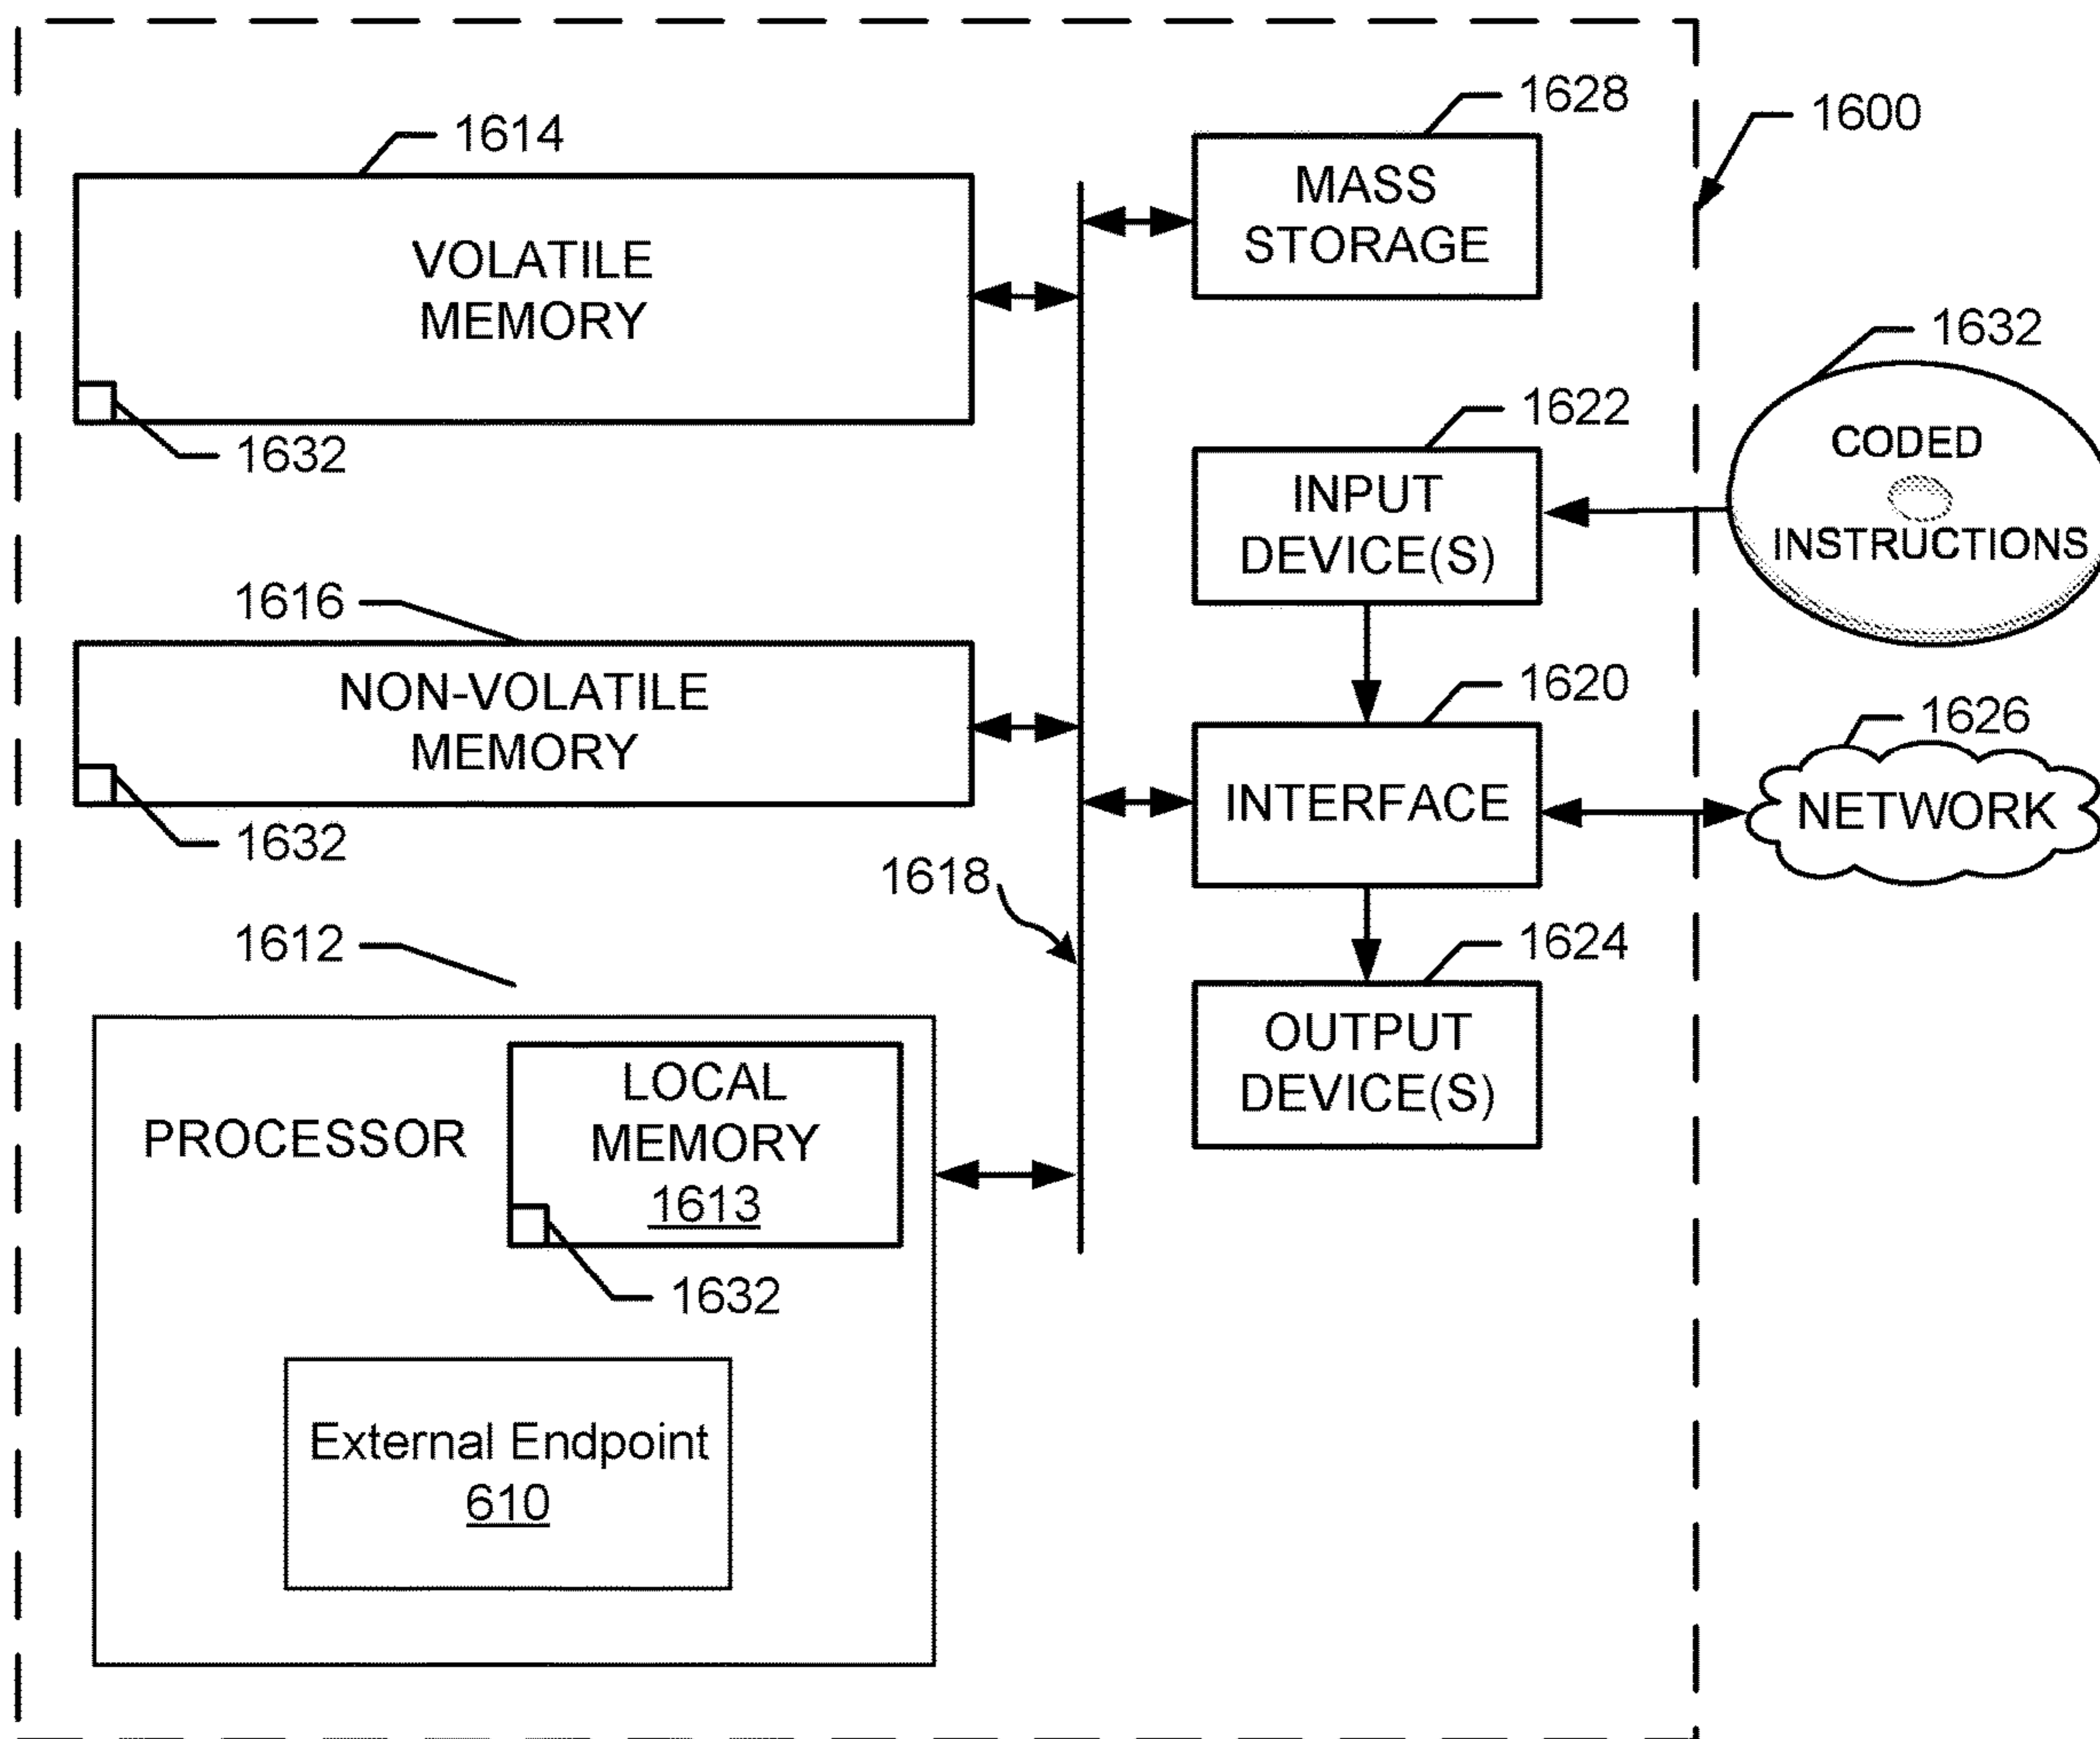 1614
VOLATILE
MEMORY
1632
1616
NON-VOLATILE
MEMORY
1632
1618
1612
PROCESSOR
LOCAL
MEMORY
1613
1632
External Endpoint
610
1628
MASS
STORAGE
1622
INPUT
DEVICE(S)
1620
INTERFACE
1624
OUTPUT
DEVICE(S)
1600
1632
CODED
INSTRUCTIONS
1626
NETWORK